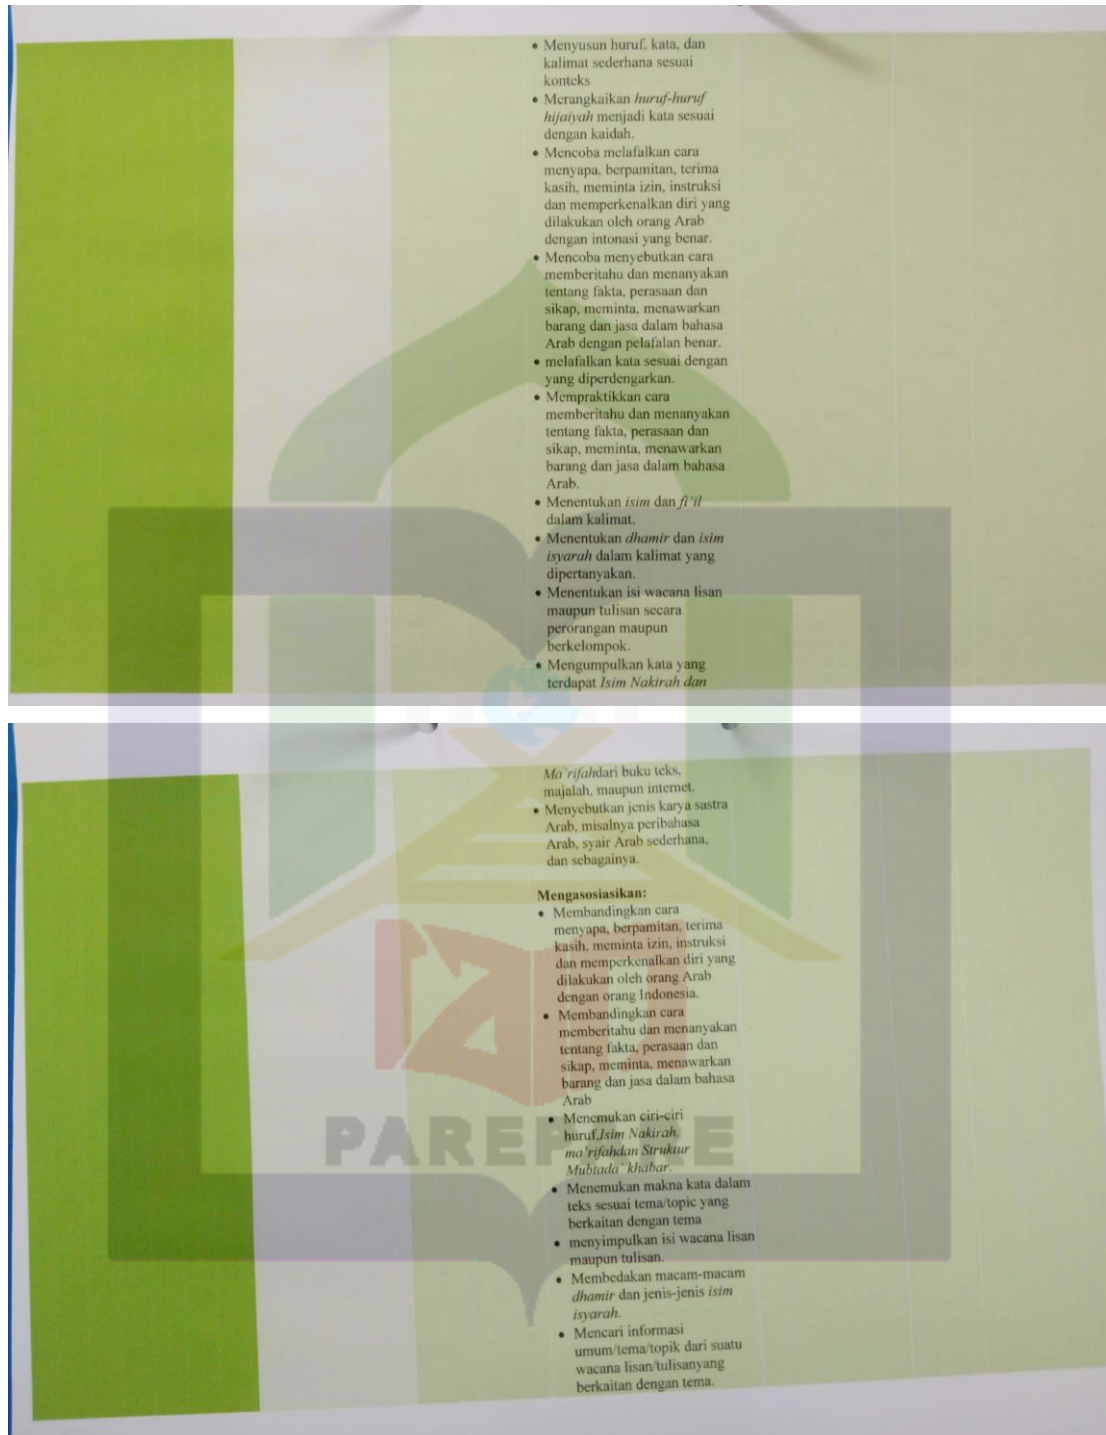 • Menyusun huruf, kata, dan
kalimat sederhana sesuai
konteks
• Merangkaikan huruf-huruf
hijaiyah menjadi kata sesuai
dengan kaidah.
• Mencoba melafalkan cara
menyapa, berpamitan, terima
kasih, meminta izin, instruksi
dan memperkenalkan diri yang
dilakukan oleh orang Arab
dengan intonasi yang benar.
• Mencoba menyebutkan cara
memberitahu dan menanyakan
tentang fakta, perasaan dan
sikap, meminta, menawarkan
barang dan jasa dalam bahasa
Arab dengan pelafalan benar.
• melafalkan kata sesuai dengan
yang diperdengarkan.
• Mempraktikkan cara
memberitahu dan menanyakan
tentang fakta, perasaan dan
sikap, meminta, menawarkan
barang dan jasa dalam bahasa
Arab.
• Menentukan isim dan fi'il
dalam kalimat.
• Menentukan dhamir dan isim
isyarah dalam kalimat yang
dipertanyakan.
• Menentukan isi wacana lisan
maupun tulisan secara
perorangan maupun
berkelompok.
• Mengumpulkan kata yang
terdapat Isim Nakirah dan
Ma'rifahdari buku teks,
majalah, maupun internet.
• Menyebutkan jenis karya sastra
Arab, misalnya peribahasa
Arab, syair Arab sederhana,
dan sebagainya.
Mengasosiasikan:
• Membandingkan cara
menyapa, berpamitan, terima
kasih, meminta izin, instruksi
dan memperkenalkan diri yang
dilakukan oleh orang Arab
dengan orang Indonesia.
• Membandingkan cara
memberitahu dan menanyakan
tentang fakta, perasaan dan
sikap, meminta, menawarkan
barang dan jasa dalam bahasa
Arab
• Menemukan ciri-ciri
huruf,Isim Nakirah,
ma'rifahdan Struktur
Mubtada` khabar.
• Menemukan makna kata dalam
teks sesuai tema/topic yang
berkaitan dengan tema
• menyimpulkan isi wacana lisan
maupun tulisan.
• Membedakan macam-macam
dhamir dan jenis-jenis isim
isyarah.
• Mencari informasi
umum/tema/topik dari suatu
wacana lisan/tulisanyang
berkaitan dengan tema.
PAREPARE